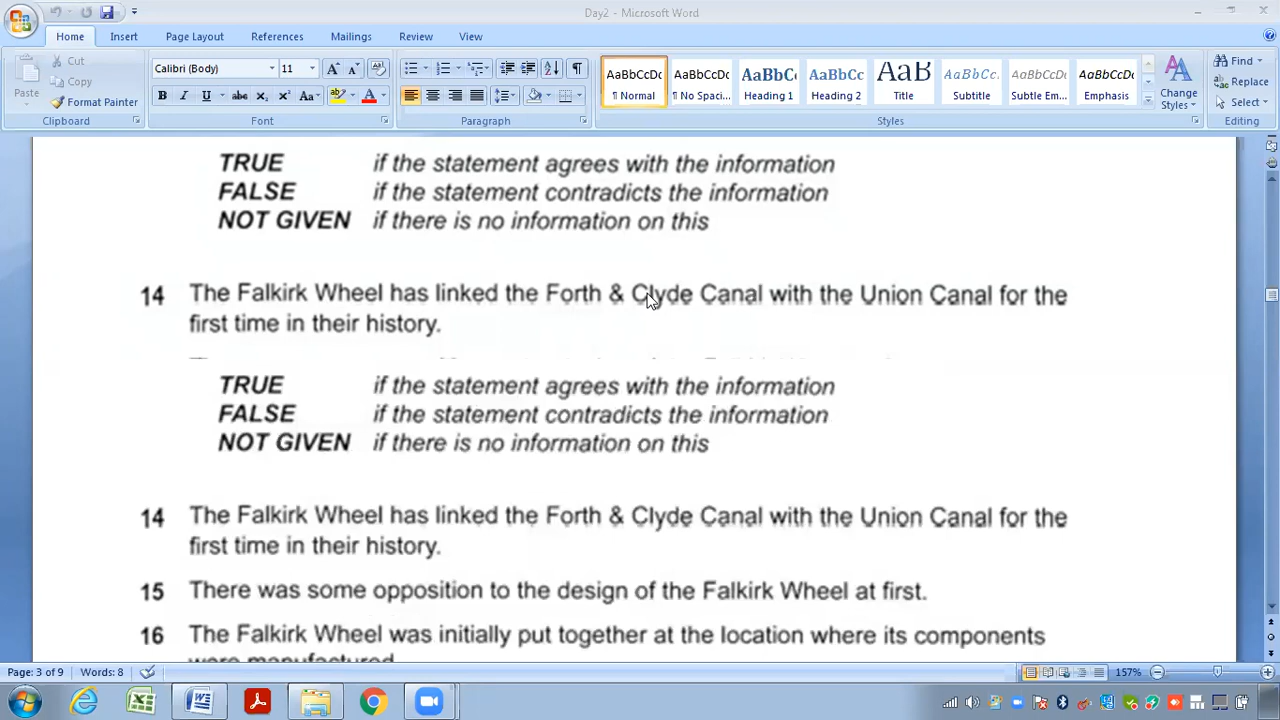 Day2 - Microsoft Word
Home Insert Page Layout References Mailings Review View
Paste
Cut
Copy
Format Painter
Clipboard
Calibri (Body) 11
Font
Paragraph
AaBbCcDc AaBbCcDc AaBbC AaBbCc AaB AaBbCc. AaBbCcDc AaBbCcDc
¶ Normal ¶ No Spaci... Heading 1 Heading 2 Title Subtitle Subtle Em... Emphasis
Change Styles
Styles
Find
Replace
Select
Editing
TRUE if the statement agrees with the information
FALSE if the statement contradicts the information
NOT GIVEN if there is no information on this
14 The Falkirk Wheel has linked the Forth & Clyde Canal with the Union Canal for the
first time in their history.
TRUE if the statement agrees with the information
FALSE if the statement contradicts the information
NOT GIVEN if there is no information on this
14 The Falkirk Wheel has linked the Forth & Clyde Canal with the Union Canal for the
first time in their history.
15 There was some opposition to the design of the Falkirk Wheel at first.
16 The Falkirk Wheel was initially put together at the location where its components
were manufactured.
Page: 3 of 9 Words: 8 157%